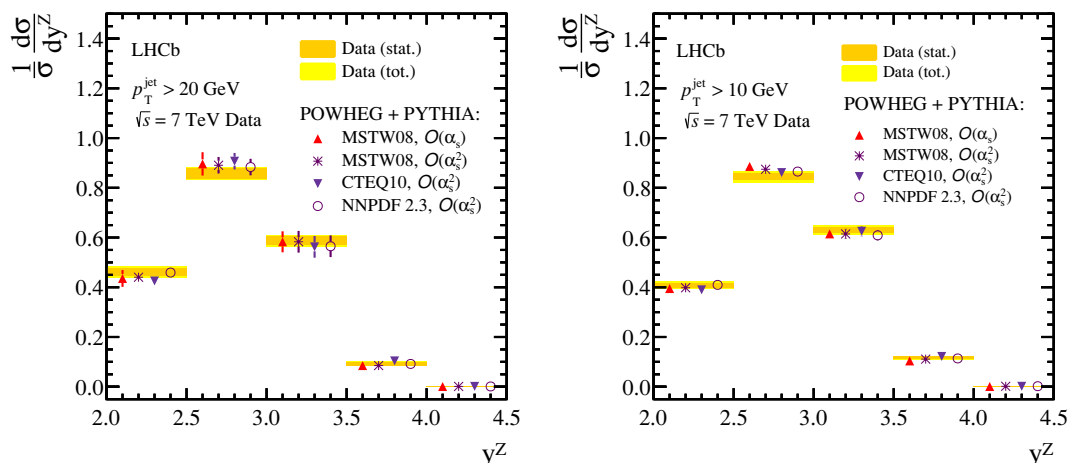 1/σ dσ/dy^Z
1.4
1.2
1.0
0.8
0.6
0.4
0.2
0.0
LHCb
p_T^jet > 20 GeV
√s = 7 TeV Data
Data (stat.)
Data (tot.)
POWHEG + PYTHIA:
MSTW08, O(α_s)
MSTW08, O(α_s^2)
CTEQ10, O(α_s^2)
NNPDF 2.3, O(α_s^2)
2.0 2.5 3.0 3.5 4.0 4.5
y^Z
1/σ dσ/dy^Z
1.4
1.2
1.0
0.8
0.6
0.4
0.2
0.0
LHCb
p_T^jet > 10 GeV
√s = 7 TeV Data
Data (stat.)
Data (tot.)
POWHEG + PYTHIA:
MSTW08, O(α_s)
MSTW08, O(α_s^2)
CTEQ10, O(α_s^2)
NNPDF 2.3, O(α_s^2)
2.0 2.5 3.0 3.5 4.0 4.5
y^Z